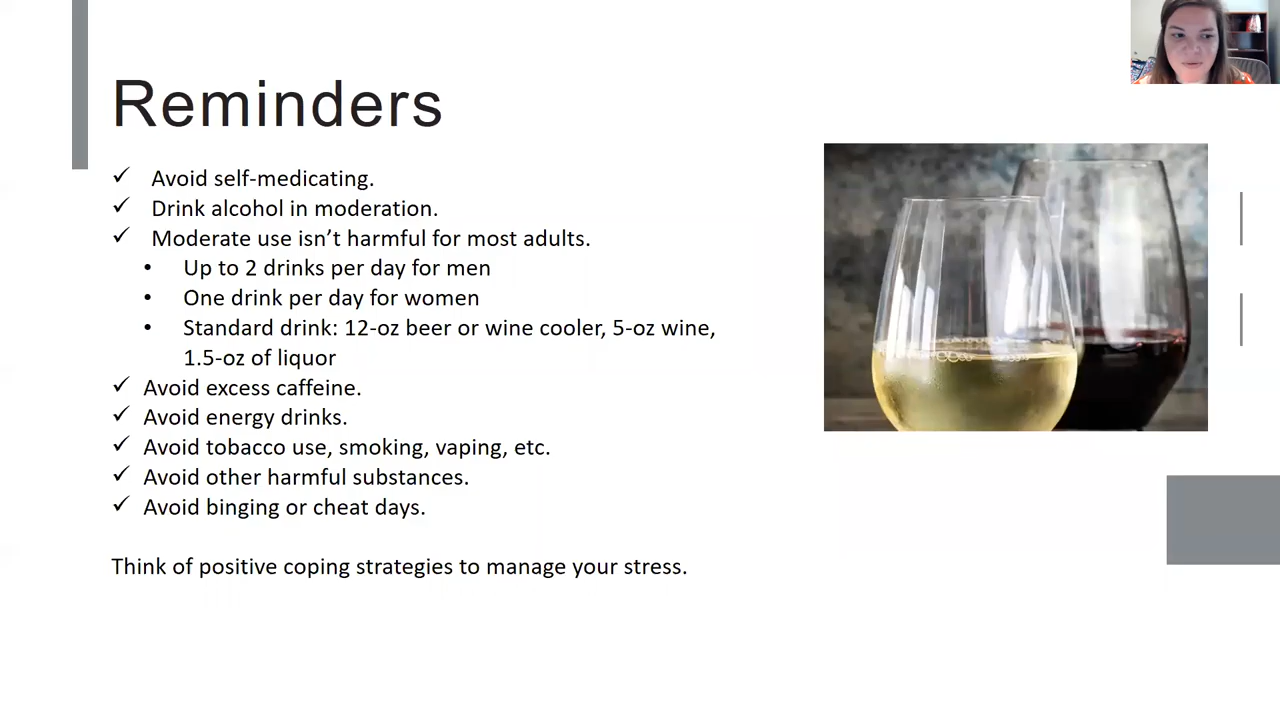 Reminders
✓ Avoid self-medicating.
✓ Drink alcohol in moderation.
✓ Moderate use isn’t harmful for most adults.
• Up to 2 drinks per day for men
• One drink per day for women
• Standard drink: 12-oz beer or wine cooler, 5-oz wine,
1.5-oz of liquor
✓ Avoid excess caffeine.
✓ Avoid energy drinks.
✓ Avoid tobacco use, smoking, vaping, etc.
✓ Avoid other harmful substances.
✓ Avoid binging or cheat days.
Think of positive coping strategies to manage your stress.